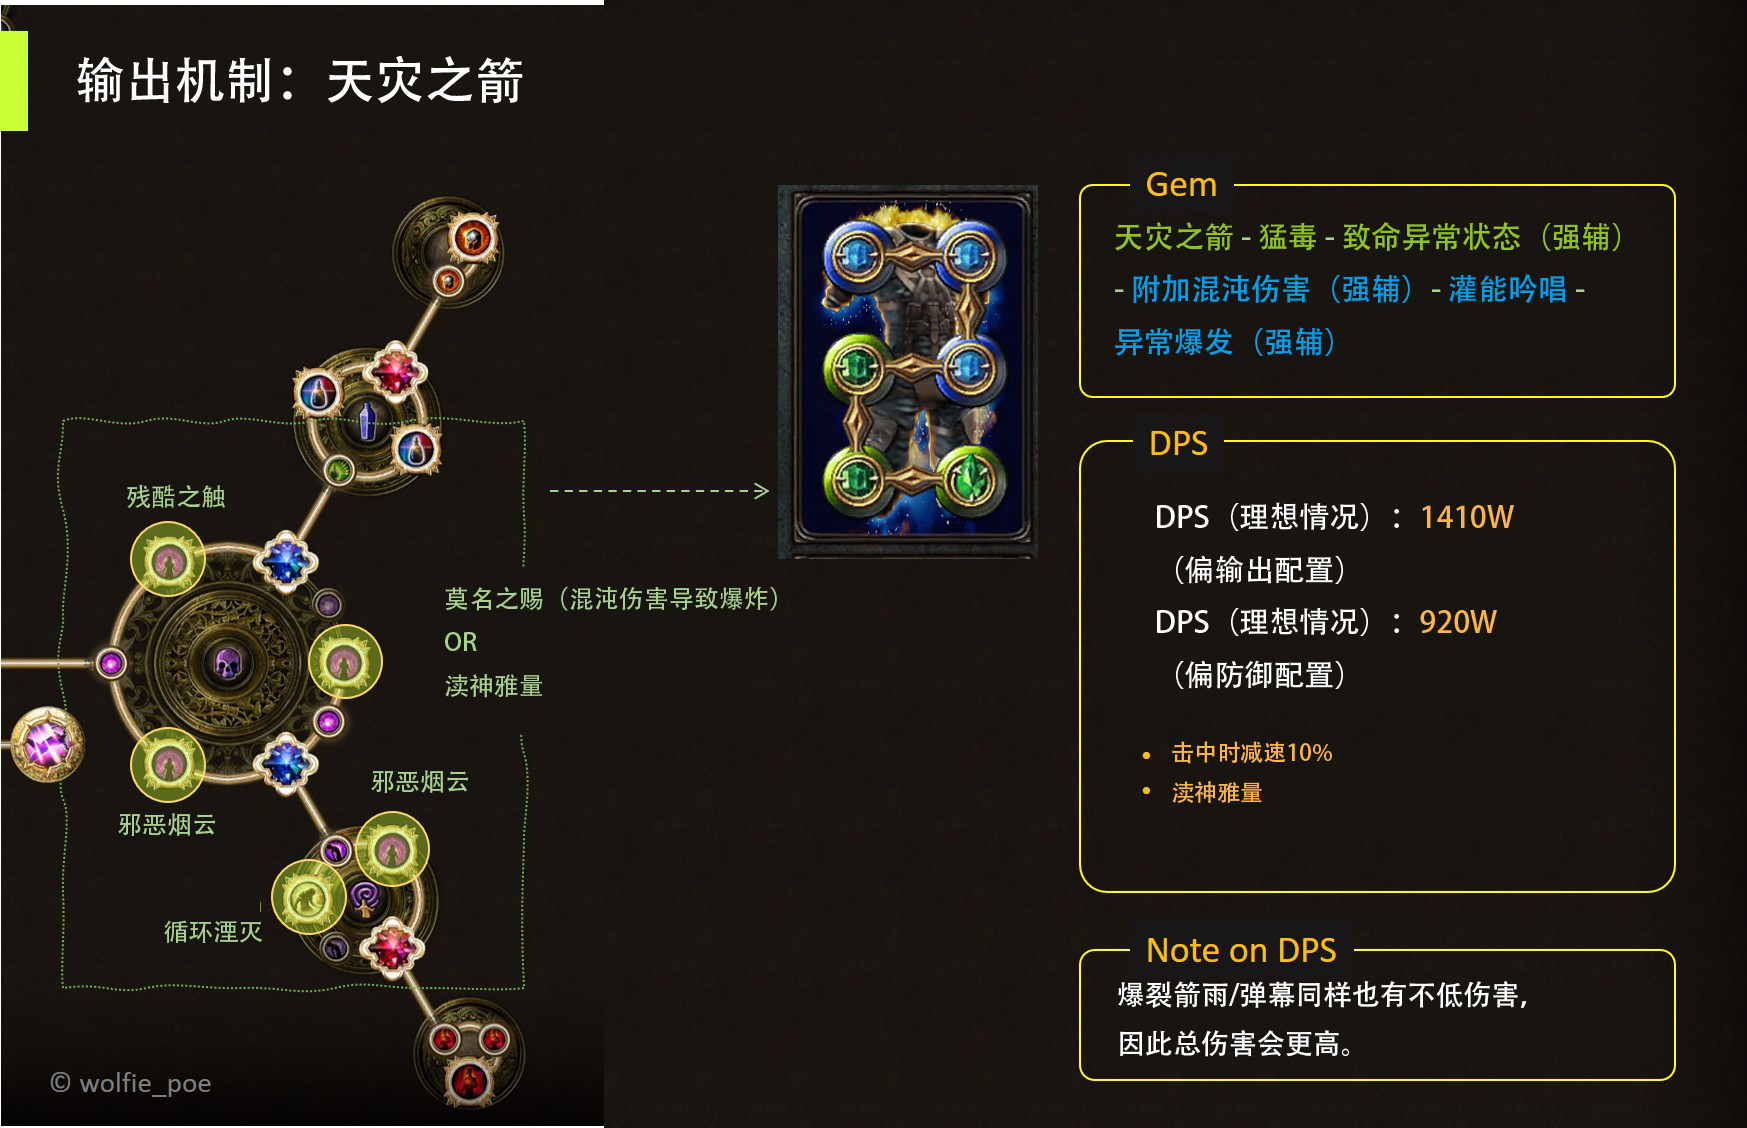 输出机制：天灾之箭
残酷之触
莫名之赐（混沌伤害导致爆炸）
OR
渎神雅量
邪恶烟云
邪恶烟云
循环湮灭
© wolfie_poe
Gem
天灾之箭 - 猛毒 - 致命异常状态（强辅）
- 附加混沌伤害（强辅）- 灌能吟唱 -
异常爆发（强辅）
DPS
DPS（理想情况）：1410W
（偏输出配置）
DPS（理想情况）：920W
（偏防御配置）
• 击中时减速10%
• 渎神雅量
Note on DPS
爆裂箭雨/弹幕同样也有不低伤害，
因此总伤害会更高。